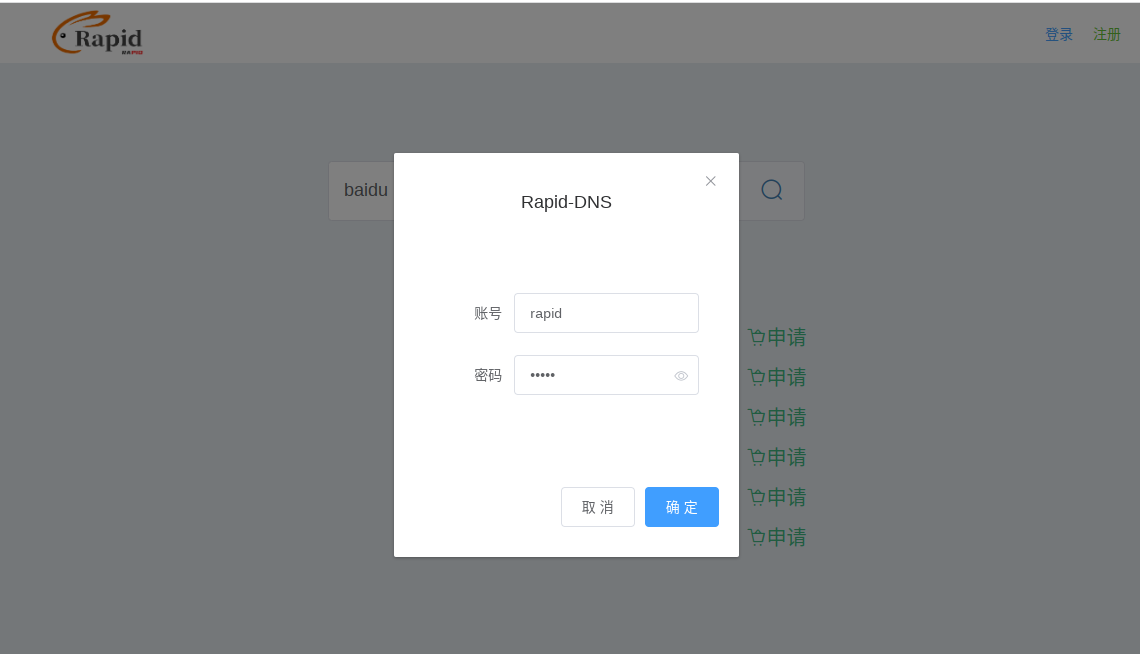 Rapid
RAPID
登录
注册
baidu
Rapid-DNS
账号
rapid
密码
•••••
取 消
确 定
申请
申请
申请
申请
申请
申请